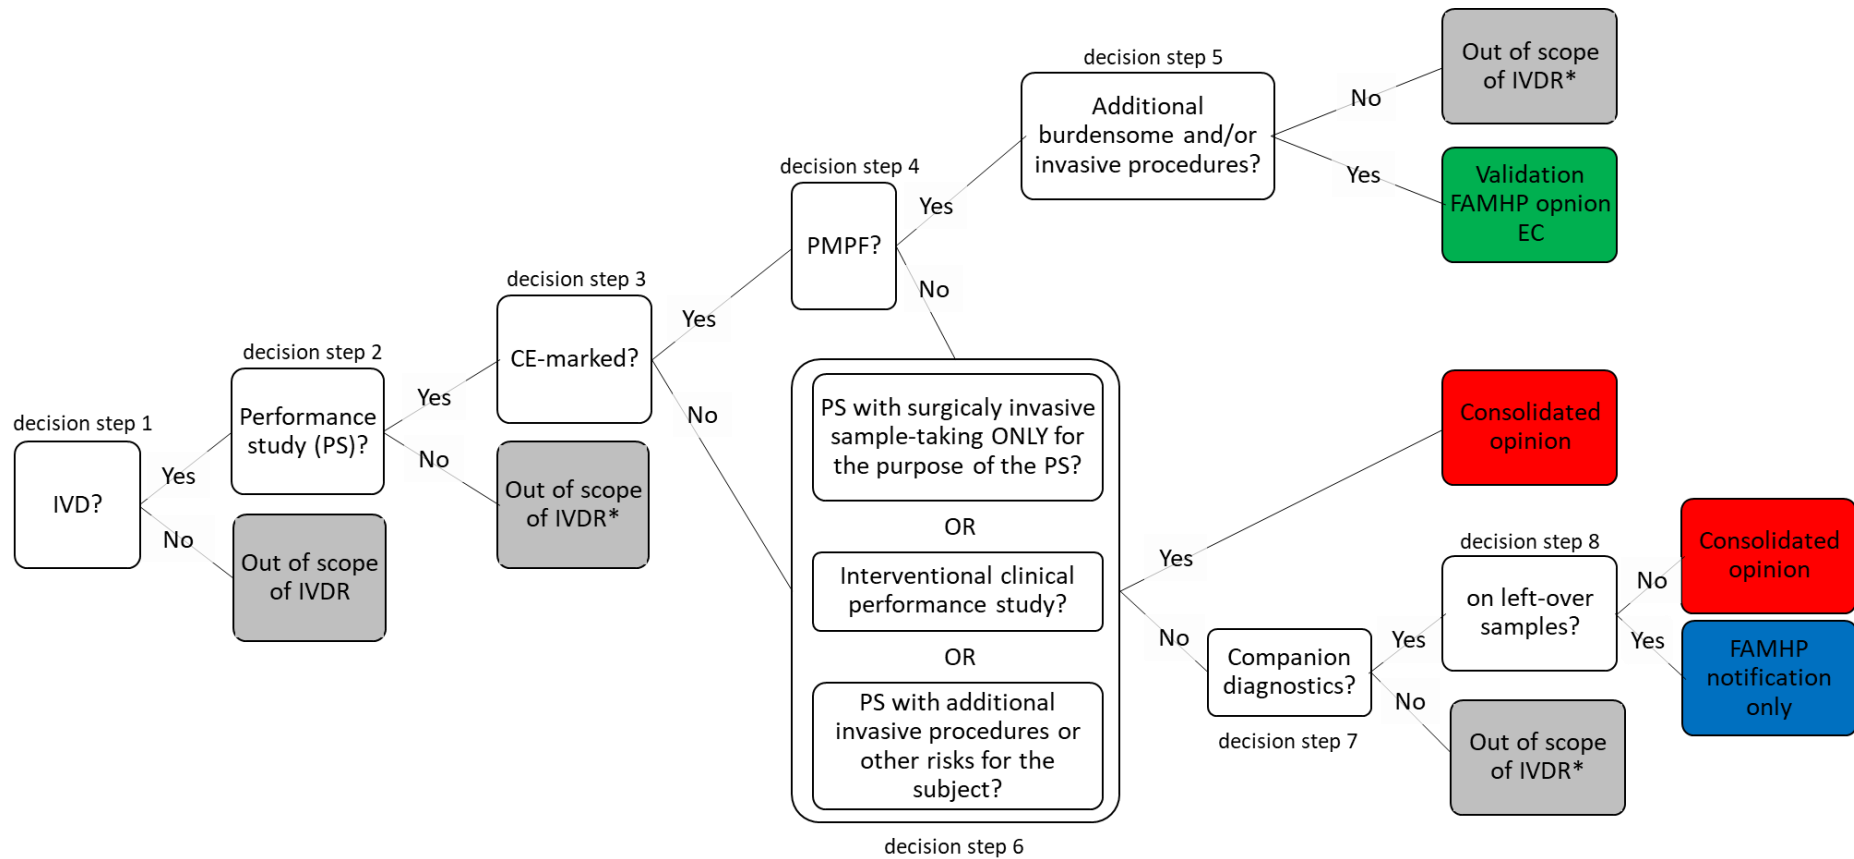 decision step 1
IVD?
Yes
No
Out of scope
of IVDR
decision step 2
Performance
study (PS)?
Yes
No
Out of scope
of IVDR*
decision step 3
CE-marked?
Yes
No
decision step 4
PMPF?
Yes
No
decision step 5
Additional
burdensome and/or
invasive procedures?
No
Out of scope
of IVDR*
Yes
Validation
FAMHP opnion
EC
PS with surgicaly invasive
sample-taking ONLY for
the purpose of the PS?
OR
Interventional clinical
performance study?
OR
PS with additional
invasive procedures or
other risks for the
subject?
decision step 6
Yes
Consolidated
opinion
No
Companion
diagnostics?
decision step 7
Yes
No
Out of scope
of IVDR*
decision step 8
on left-over
samples?
No
Consolidated
opinion
Yes
FAMHP
notification
only